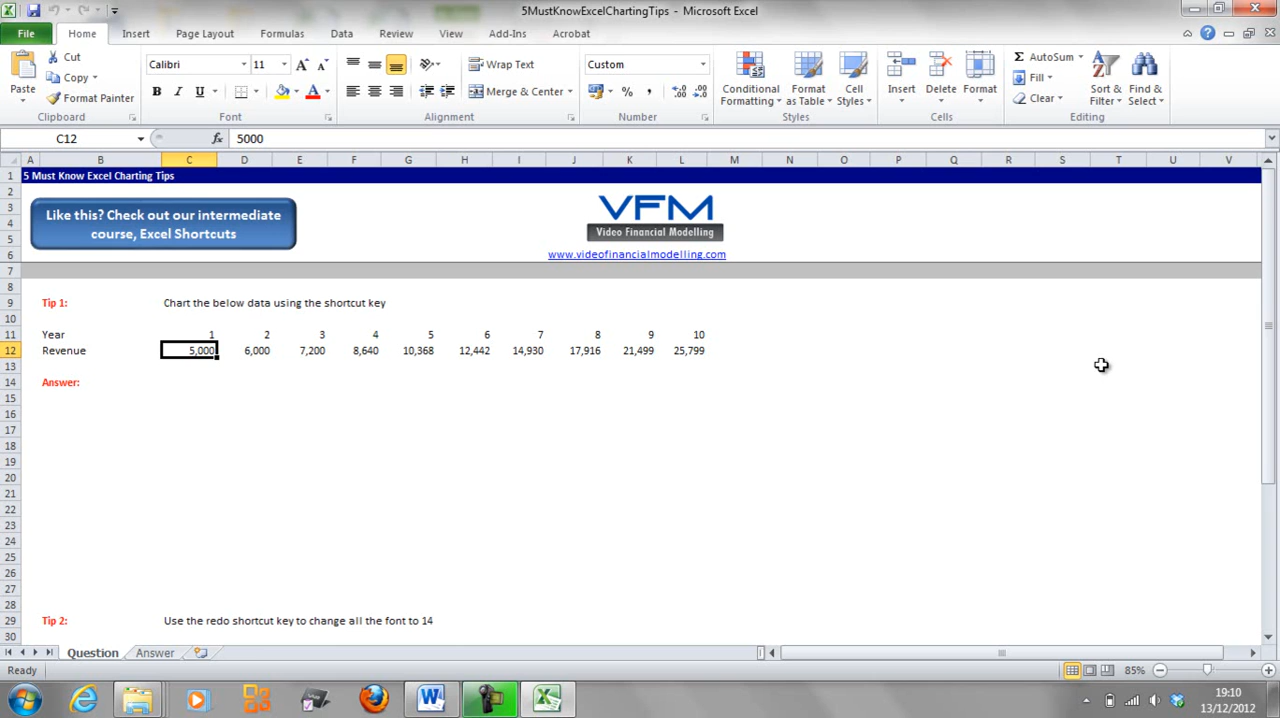 5MustKnowExcelChartingTips - Microsoft Excel
File Home Insert Page Layout Formulas Data Review View Add-Ins Acrobat
Paste
Cut
Copy
Format Painter
Clipboard
Calibri 11
B I U
Font
Wrap Text
Merge & Center
Alignment
Custom
%
Number
Conditional Formatting
Format as Table
Cell Styles
Styles
Insert Delete Format
Cells
AutoSum
Fill
Clear
Sort & Filter
Find & Select
Editing
C12 fx 5000
A B C D E F G H I J K L M N O P Q R S T U V
1 5 Must Know Excel Charting Tips
2
3 Like this? Check out our intermediate VFM
4 course, Excel Shortcuts
5 Video Financial Modelling
6 www.videofinancialmodelling.com
7
8
9 Tip 1: Chart the below data using the shortcut key
10
11 Year 1 2 3 4 5 6 7 8 9 10
12 Revenue 5,000 6,000 7,200 8,640 10,368 12,442 14,930 17,916 21,499 25,799
13
14 Answer:
15
16
17
18
19
20
21
22
23
24
25
26
27
28
29 Tip 2: Use the redo shortcut key to change all the font to 14
30
Question Answer
Ready 85%
19:10
13/12/2012